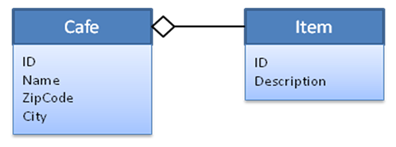 Cafe
ID
Name
ZipCode
City
Item
ID
Description